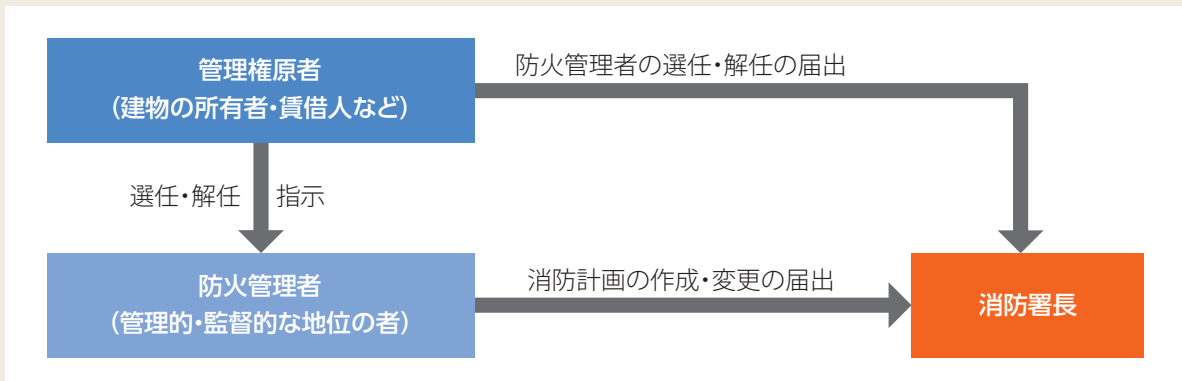 管理権原者
（建物の所有者・賃借人など）
防火管理者の選任・解任の届出
選任・解任
指示
防火管理者
（管理的・監督的な地位の者）
消防計画の作成・変更の届出
消防署長